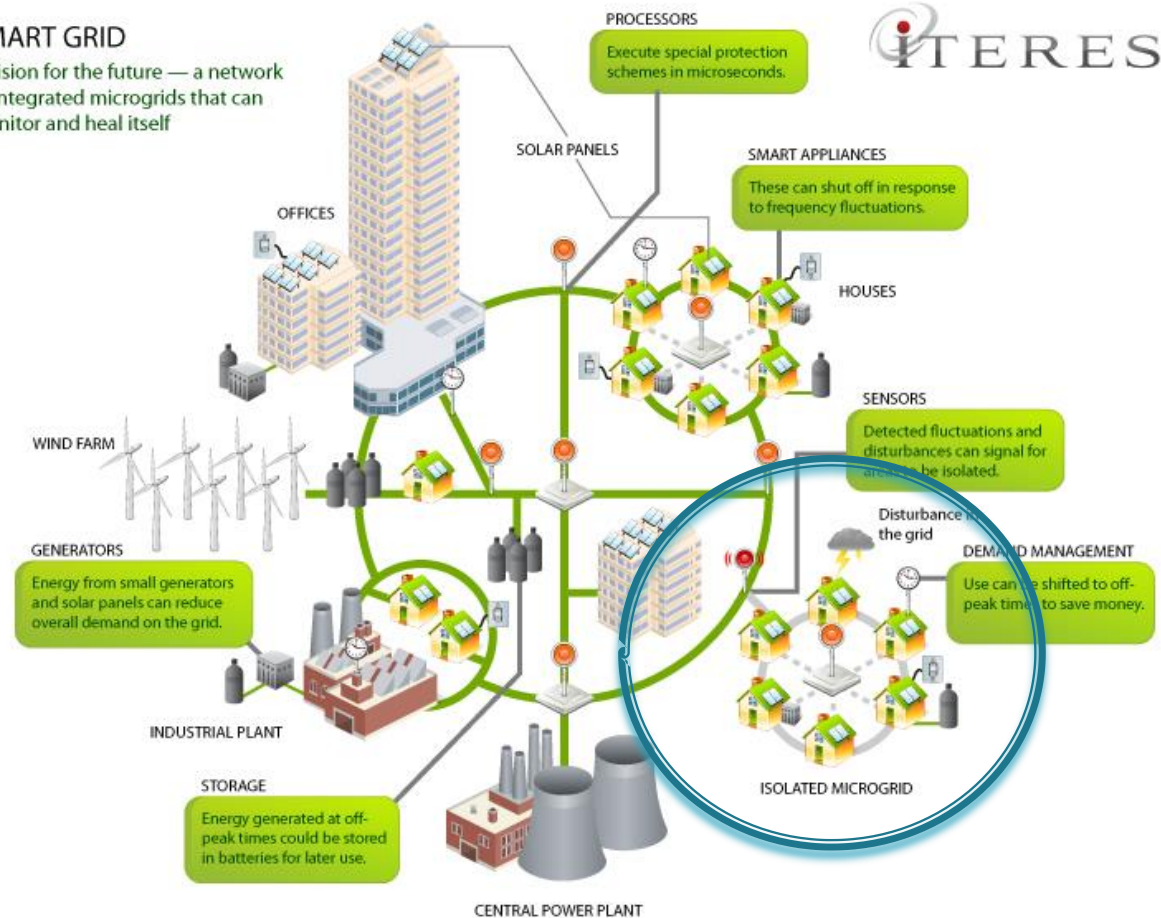 MART GRID
ision for the future — a network
ntegrated microgrids that can
nitor and heal itself
PROCESSORS
Execute special protection
schemes in microseconds.
iTERES
SOLAR PANELS
SMART APPLIANCES
These can shut off in response
to frequency fluctuations.
OFFICES
HOUSES
SENSORS
Detected fluctuations and
disturbances can signal for
be isolated.
WIND FARM
Disturbance
the grid
GENERATORS
Energy from small generators
and solar panels can reduce
overall demand on the grid.
DEMAND MANAGEMENT
Use can be shifted to off-
peak times to save money.
INDUSTRIAL PLANT
STORAGE
Energy generated at off-
peak times could be stored
in batteries for later use.
ISOLATED MICROGRID
CENTRAL POWER PLANT